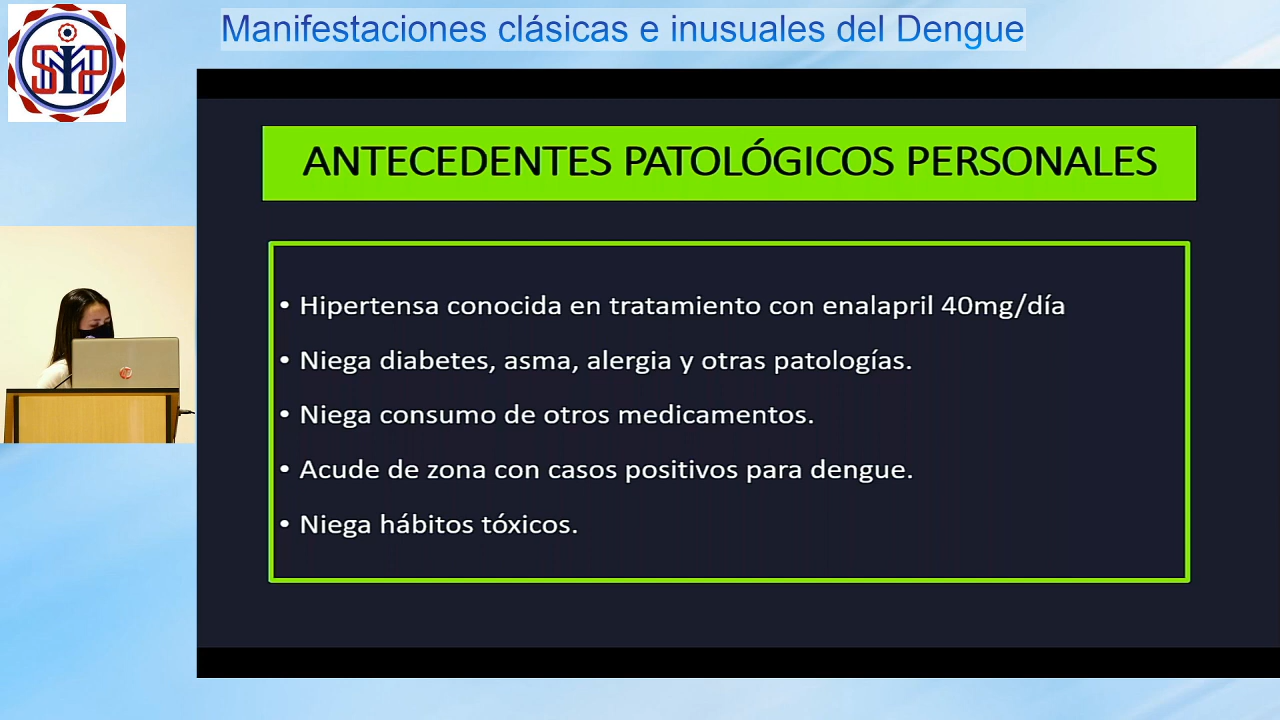 Manifestaciones clásicas e inusuales del Dengue
SMIP
ANTECEDENTES PATOLÓGICOS PERSONALES
• Hipertensa conocida en tratamiento con enalapril 40mg/día
• Niega diabetes, asma, alergia y otras patologías.
• Niega consumo de otros medicamentos.
• Acude de zona con casos positivos para dengue.
• Niega hábitos tóxicos.